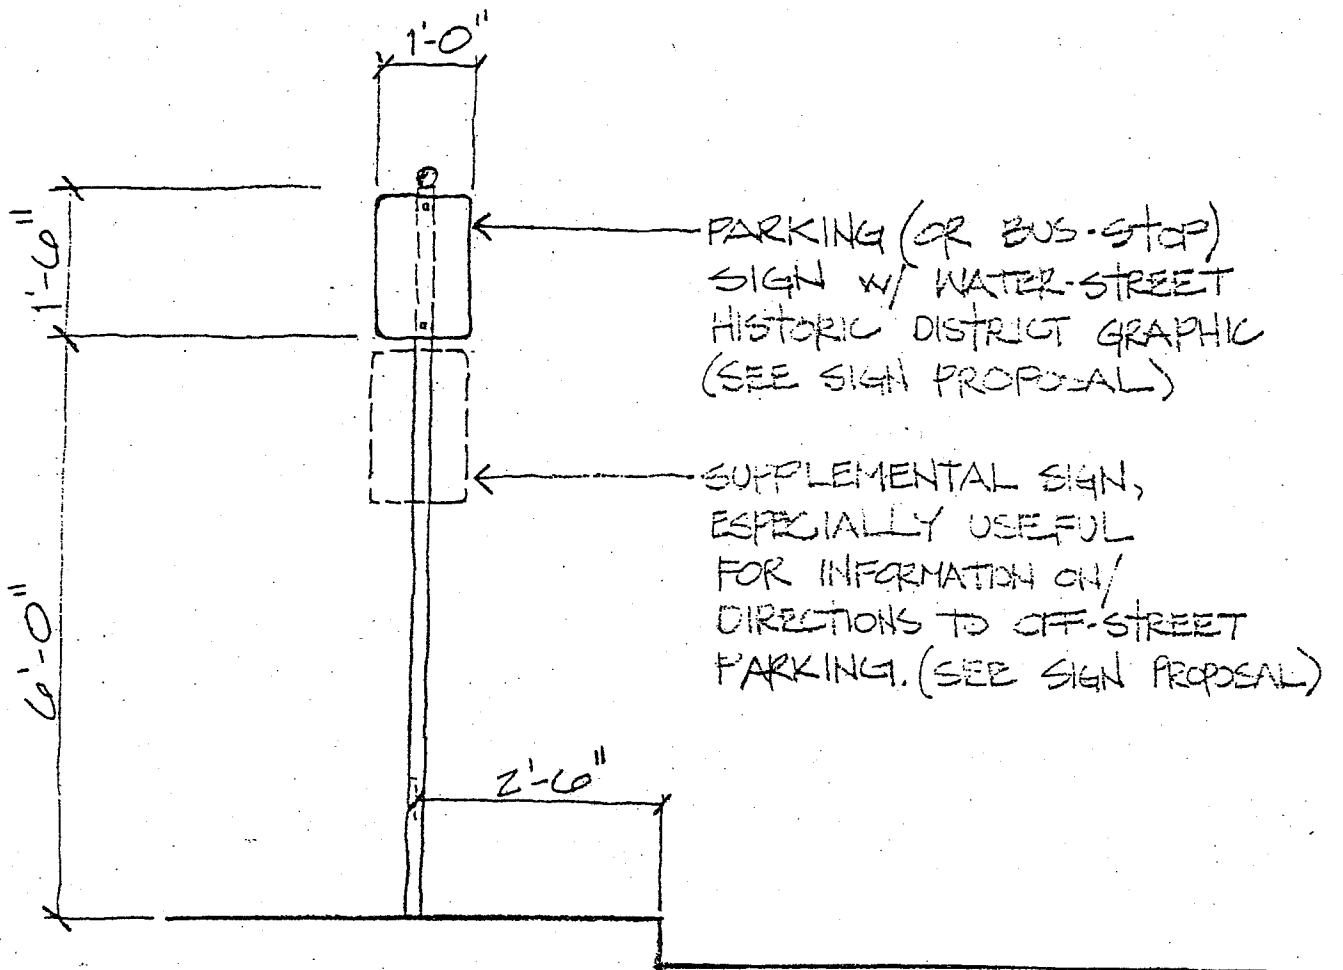 1'-0"
1'-6"
PARKING (OR BUS-STOP)
SIGN W/ WATER-STREET
HISTORIC DISTRICT GRAPHIC
(SEE SIGN PROPOSAL)
SUPPLEMENTAL SIGN,
ESPECIALLY USEFUL
FOR INFORMATION ON/
DIRECTIONS TO OFF-STREET
PARKING. (SEE SIGN PROPOSAL)
6'-0"
2'-6"